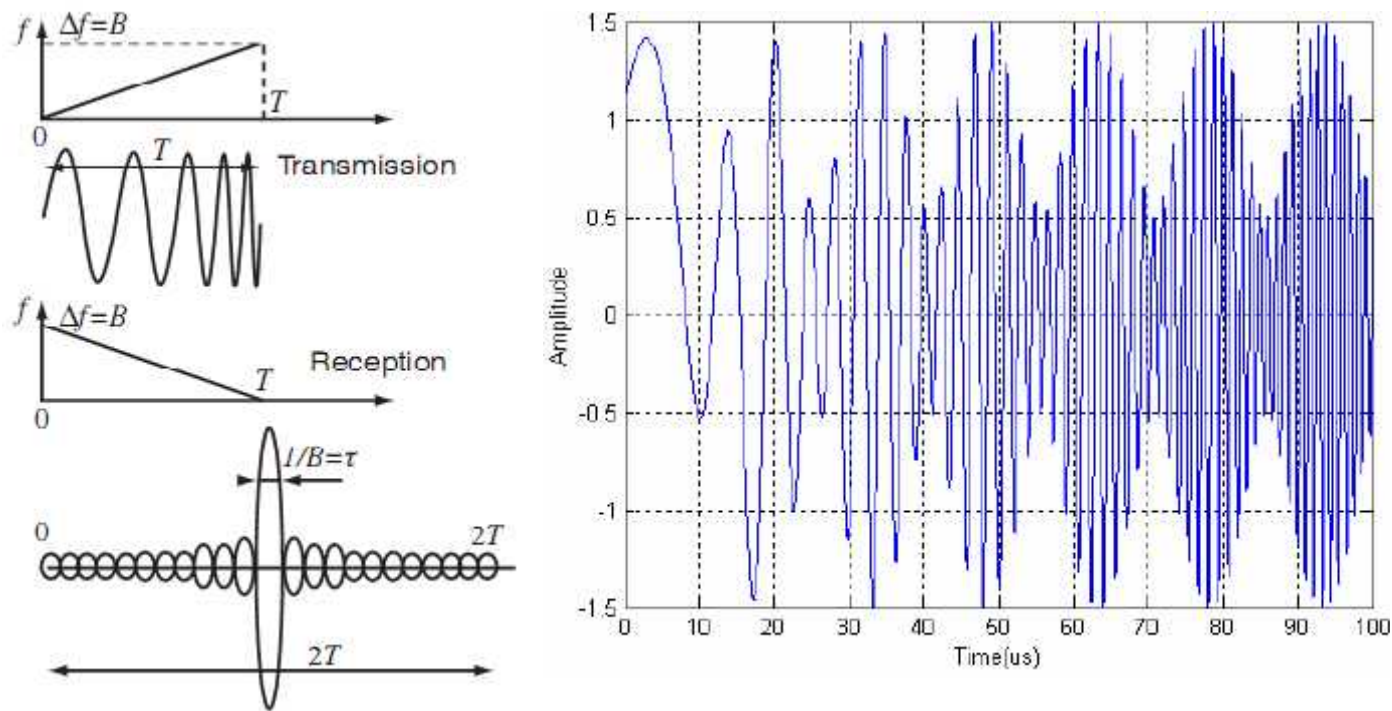 f Δf=B
T
0
T
Transmission
f Δf=B
Reception
T
0
0
1/B=τ
0
2T
2T
1.5
1
0.5
0
-0.5
-1
-1.5
Amplitude
0 10 20 30 40 50 60 70 80 90 100
Time(us)